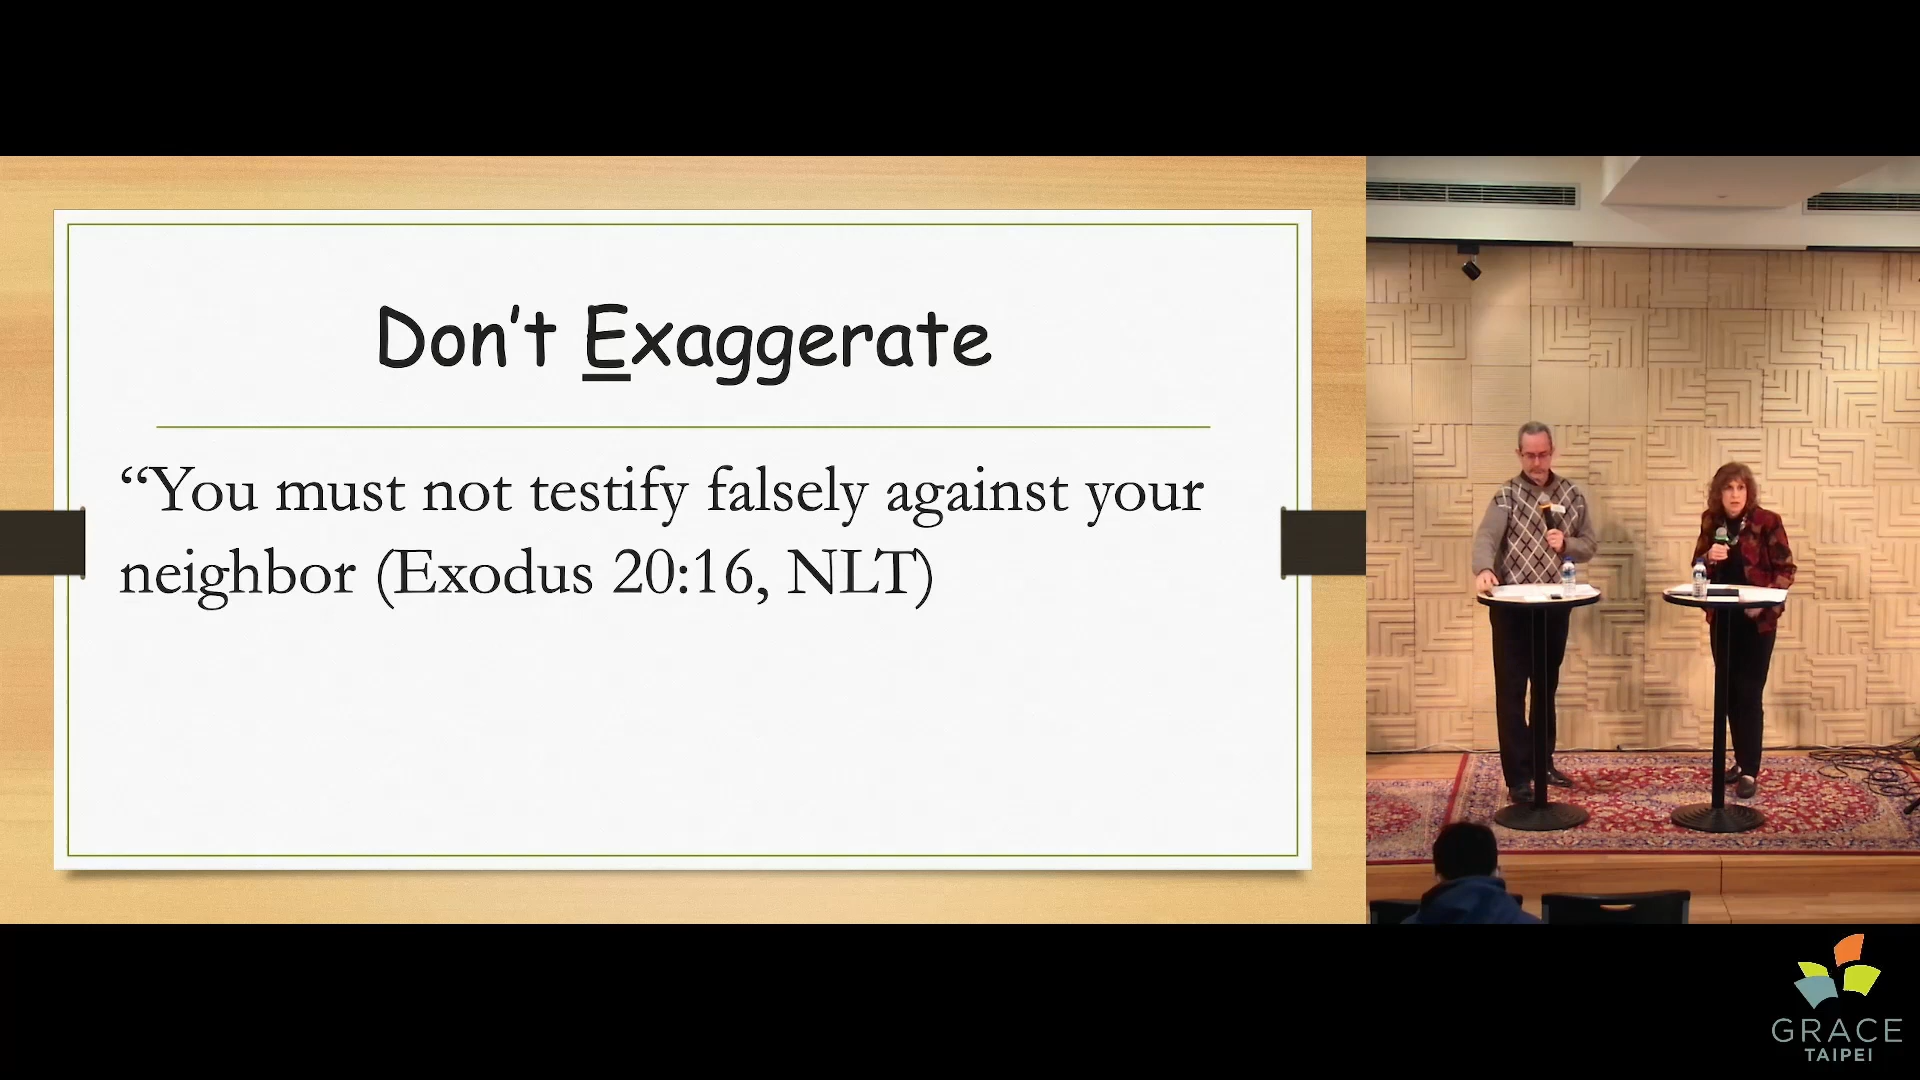 Don't Exaggerate
“You must not testify falsely against your
neighbor (Exodus 20:16, NLT)
GRACE
TAIPEI